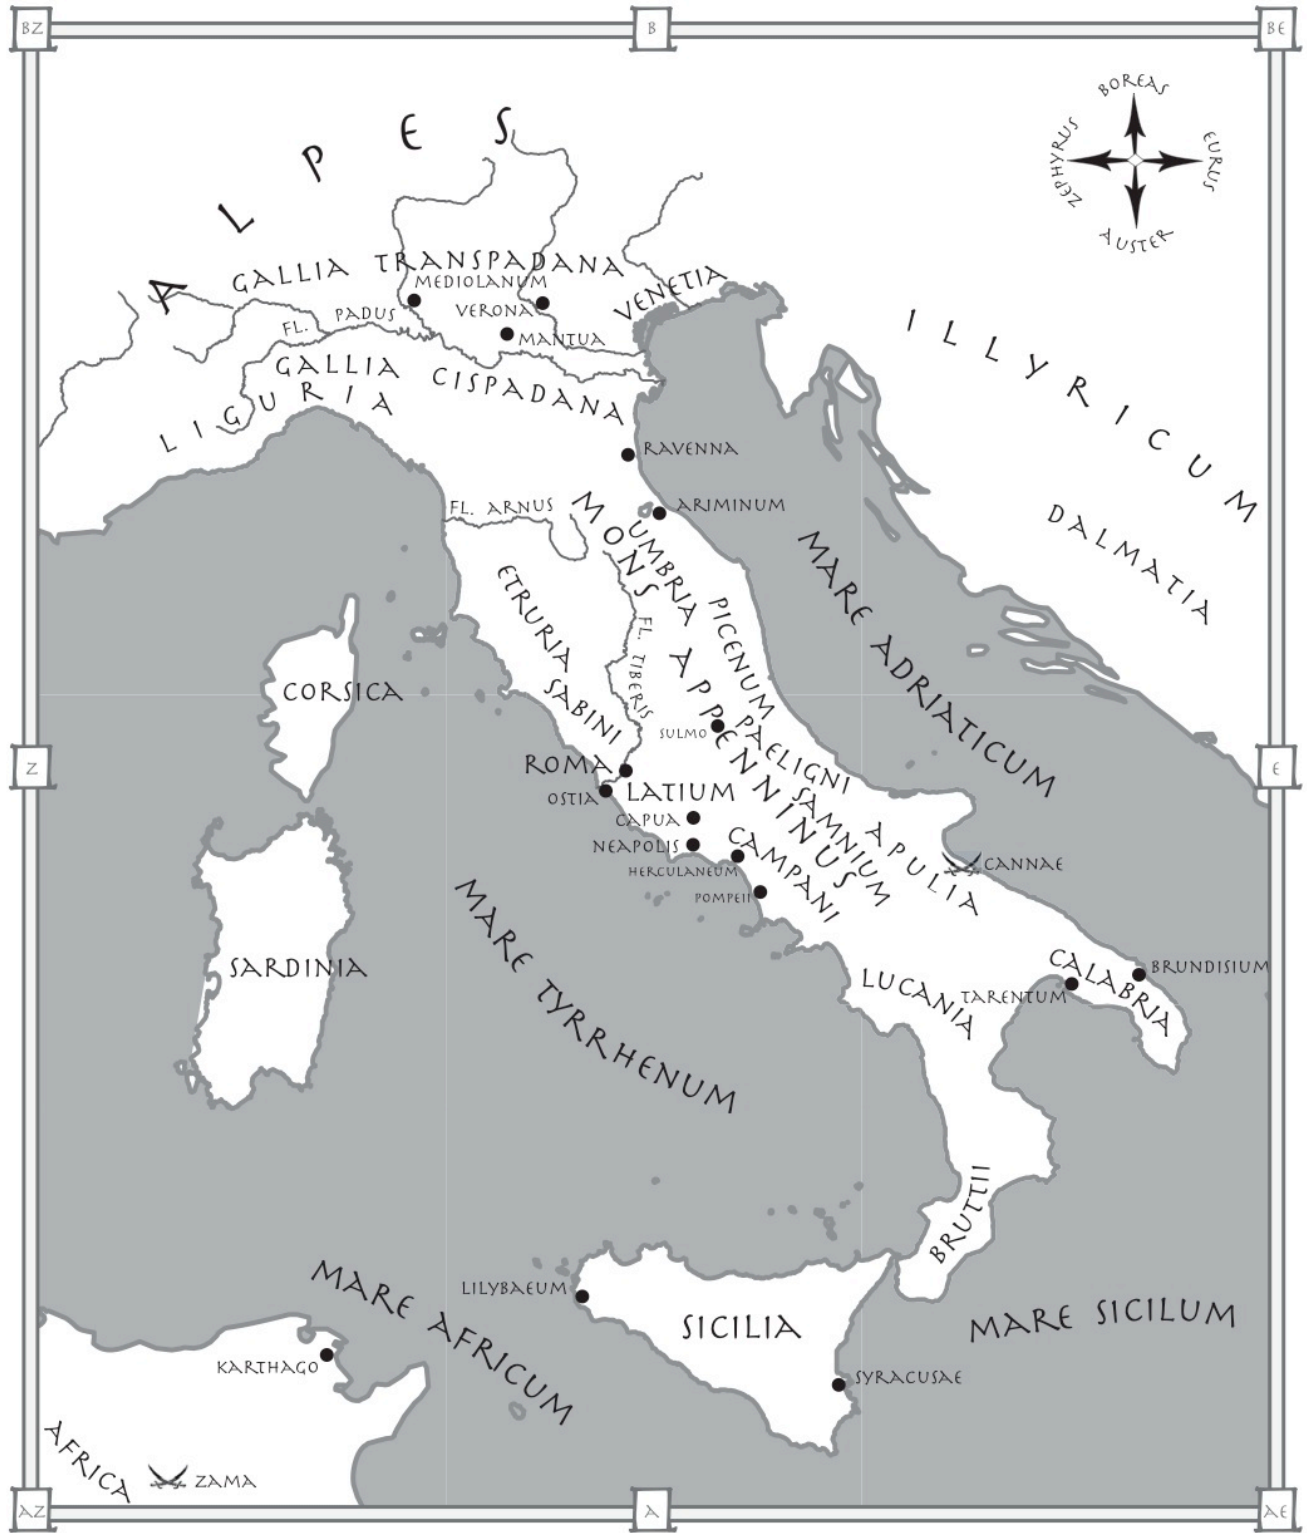 BZ
B
BE
BOREAS
ZEPHYRUS
EURUS
AUSTER
ALPES
GALLIA TRANSPADANA
MEDIOLANUM
VERONA
MANTUA
VENETIA
FL. PADUS
GALLIA CISPADANA
LIGURIA
ILLYRICUM
DALMATIA
RAVENNA
ARIMINUM
FL. ARNUS
MONS APPENNINUS
UMBRIA
ETRURIA
PICENUM
FL. TIBERIS
SABINI
MARE ADRIATICUM
CORSICA
SULMO
PAELIGNI
Z
E
ROMA
OSTIA
LATIUM
SAMNIUM
APULIA
CAPUA
NEAPOLIS
CAMPANI
HERCULANEUM
POMPEII
CANNAE
MARE TYRRHENUM
SARDINIA
LUCANIA
TARENTUM
CALABRIA
BRUNDISIUM
BRUTTII
MARE AFRICUM
LILYBAEUM
SICILIA
MARE SICILUM
KARTHAGO
SYRACUSAE
AFRICA
ZAMA
AZ
A
AE